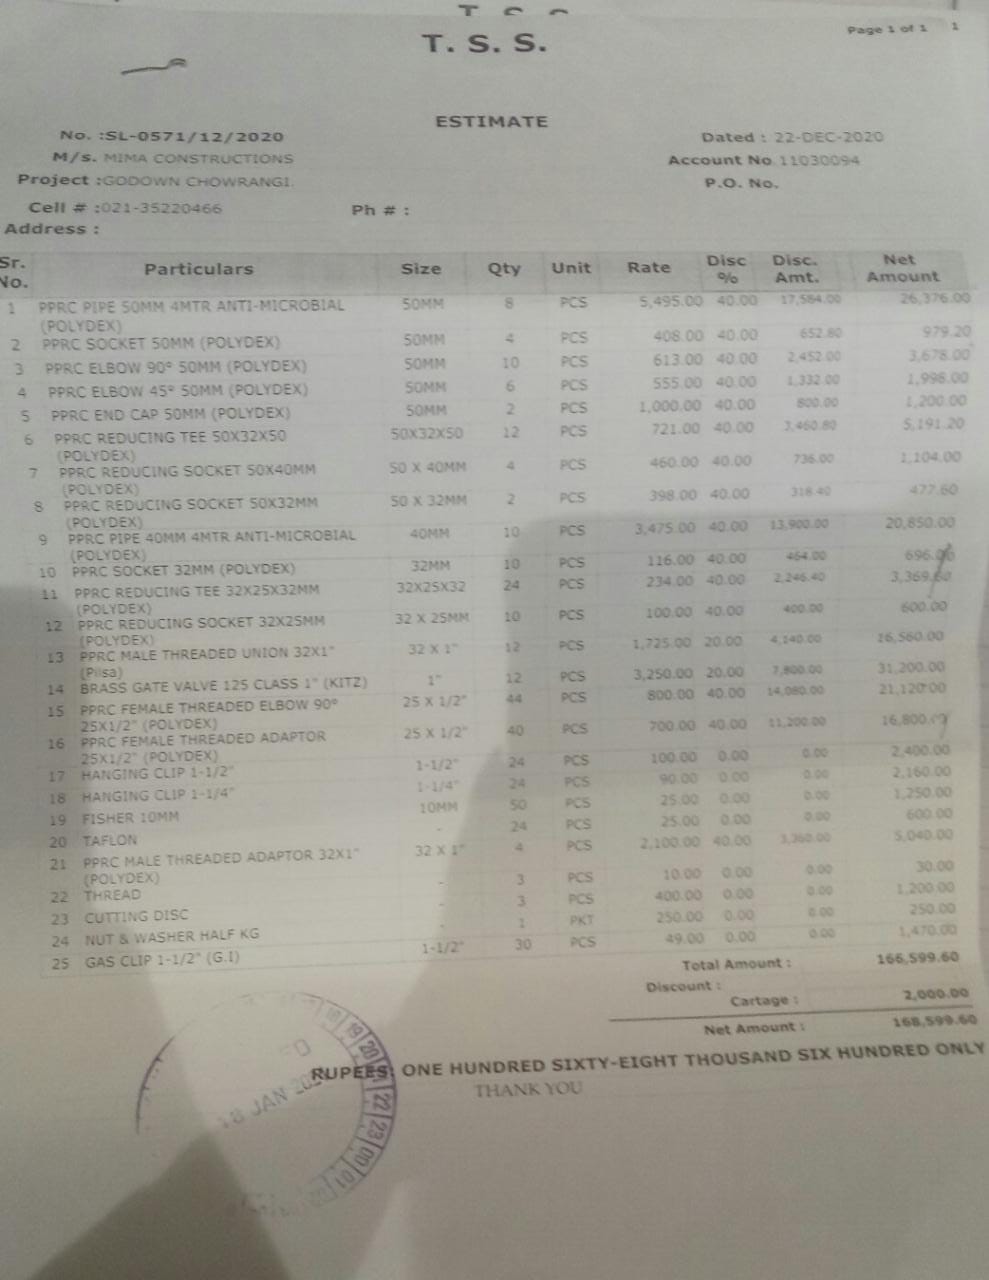 T. S. S.
Page 1 of 1 1
ESTIMATE
No. :SL-0571/12/2020 Dated : 22-DEC-2020
M/s. MIMA CONSTRUCTIONS Account No. 11030094
Project :GODOWN CHOWRANGI. P.O. No.
Cell # :021-35220466 Ph # :
Address :
Sr. No. Particulars Size Qty Unit Rate Disc % Disc. Amt. Net Amount
1 PPRC PIPE 50MM 4MTR ANTI-MICROBIAL 50MM 8 PCS 5,495.00 40.00 17,584.00 26,376.00
(POLYDEX)
2 PPRC SOCKET 50MM (POLYDEX) 50MM 4 PCS 408.00 40.00 652.80 979.20
3 PPRC ELBOW 90° 50MM (POLYDEX) 50MM 10 PCS 613.00 40.00 2,452.00 3,678.00
4 PPRC ELBOW 45° 50MM (POLYDEX) 50MM 6 PCS 555.00 40.00 1,332.00 1,998.00
5 PPRC END CAP 50MM (POLYDEX) 50MM 2 PCS 1,000.00 40.00 800.00 1,200.00
6 PPRC REDUCING TEE 50X32X50 50X32X50 12 PCS 721.00 40.00 3,460.80 5,191.20
(POLYDEX)
7 PPRC REDUCING SOCKET 50X40MM 50 X 40MM 4 PCS 460.00 40.00 736.00 1,104.00
(POLYDEX)
8 PPRC REDUCING SOCKET 50X32MM 50 X 32MM 2 PCS 398.00 40.00 318.40 477.60
(POLYDEX)
9 PPRC PIPE 40MM 4MTR ANTI-MICROBIAL 40MM 10 PCS 3,475.00 40.00 13,900.00 20,850.00
(POLYDEX)
10 PPRC SOCKET 32MM (POLYDEX) 32MM 10 PCS 116.00 40.00 464.00 696.00
11 PPRC REDUCING TEE 32X25X32MM 32X25X32 24 PCS 234.00 40.00 2,246.40 3,369.60
(POLYDEX)
12 PPRC REDUCING SOCKET 32X25MM 32 X 25MM 10 PCS 100.00 40.00 400.00 600.00
(POLYDEX)
13 PPRC MALE THREADED UNION 32X1" 32 X 1" 12 PCS 1,725.00 20.00 4,140.00 16,560.00
(Pilsa)
14 BRASS GATE VALVE 125 CLASS 1" (KITZ) 1" 12 PCS 3,250.00 20.00 7,800.00 31,200.00
15 PPRC FEMALE THREADED ELBOW 90° 25 X 1/2" 44 PCS 800.00 40.00 14,080.00 21,120.00
25X1/2" (POLYDEX)
16 PPRC FEMALE THREADED ADAPTOR 25 X 1/2" 40 PCS 700.00 40.00 11,200.00 16,800.00
25X1/2" (POLYDEX)
17 HANGING CLIP 1-1/2" 1-1/2" 24 PCS 100.00 0.00 0.00 2,400.00
18 HANGING CLIP 1-1/4" 1-1/4" 24 PCS 90.00 0.00 0.00 2,160.00
19 FISHER 10MM 10MM 50 PCS 25.00 0.00 0.00 1,250.00
20 TAFLON - 24 PCS 25.00 0.00 0.00 600.00
21 PPRC MALE THREADED ADAPTOR 32X1" 32 X 1" 4 PCS 2,100.00 40.00 3,360.00 5,040.00
(POLYDEX)
22 THREAD - 3 PCS 10.00 0.00 0.00 30.00
23 CUTTING DISC - 3 PCS 400.00 0.00 0.00 1,200.00
24 NUT & WASHER HALF KG - 1 PKT 250.00 0.00 0.00 250.00
25 GAS CLIP 1-1/2" (G.I) 1-1/2" 30 PCS 49.00 0.00 0.00 1,470.00
Total Amount : 166,599.60
Discount :
Cartage : 2,000.00
Net Amount : 168,599.60
RUPEES: ONE HUNDRED SIXTY-EIGHT THOUSAND SIX HUNDRED ONLY
THANK YOU
18 19 20 21 22 23 00 01
18 JAN